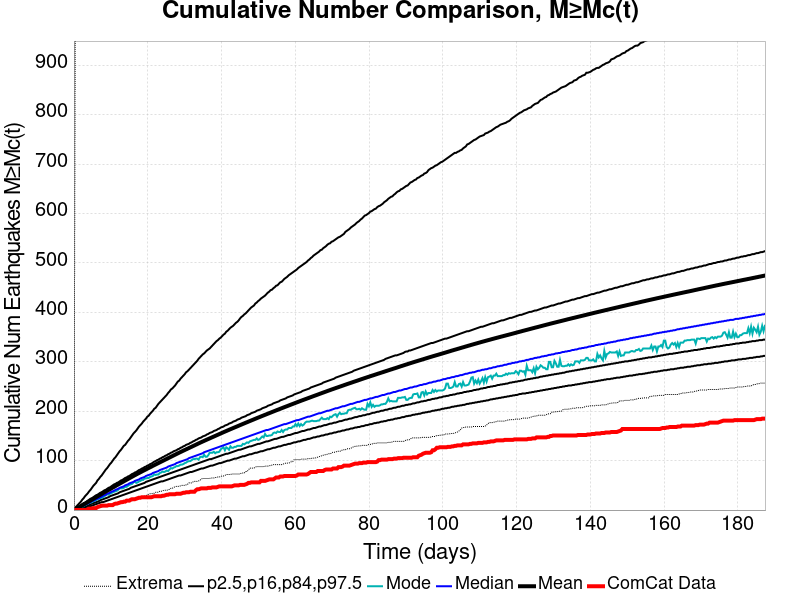 Cumulative Number Comparison, M≥Mc(t)
Cumulative Num Earthquakes M≥Mc(t)
900
800
700
600
500
400
300
200
100
0
0 20 40 60 80 100 120 140 160 180
Time (days)
Extrema p2.5,p16,p84,p97.5 Mode Median Mean ComCat Data